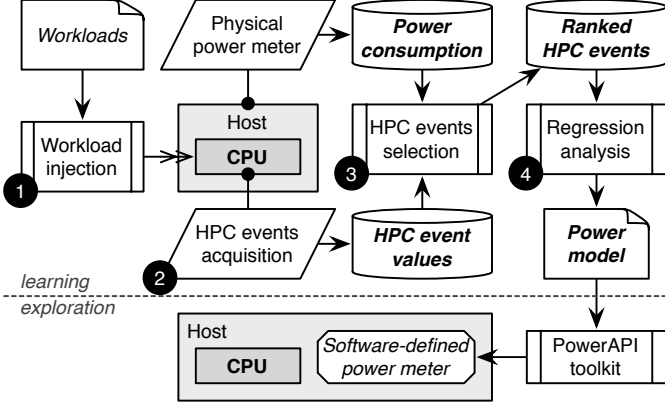 Workloads
Physical
power meter
Power
consumption
Ranked
HPC events
Workload
injection
1
Host
CPU
HPC events
selection
3
Regression
analysis
4
HPC events
acquisition
2
HPC event
values
Power
model
learning
exploration
Host
CPU
Software-defined
power meter
PowerAPI
toolkit